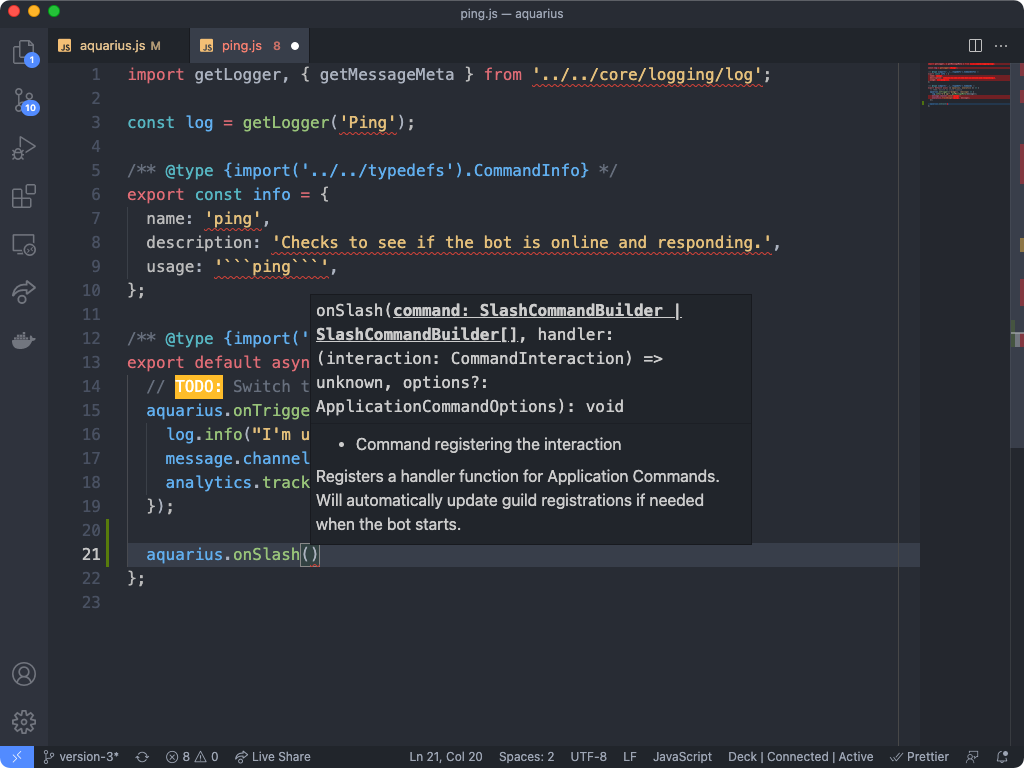 ping.js — aquarius
JS aquarius.js M
JS ping.js 8
1
10
1 import getLogger, { getMessageMeta } from '../../core/logging/log';
2
3 const log = getLogger('Ping');
4
5 /** @type {import('../../typedefs').CommandInfo} */
6 export const info = {
7 name: 'ping',
8 description: 'Checks to see if the bot is online and responding.',
9 usage: '```ping```',
10 };
11
12 /** @type {import('
13 export default asyn
14 // TODO: Switch t
15 aquarius.onTrigge
16 log.info("I'm u
17 message.channel
18 analytics.track
19 });
20
21 aquarius.onSlash()
22 };
23
onSlash(command: SlashCommandBuilder |
SlashCommandBuilder[], handler:
(interaction: CommandInteraction) =>
unknown, options?:
ApplicationCommandOptions): void
• Command registering the interaction
Registers a handler function for Application Commands.
Will automatically update guild registrations if needed
when the bot starts.
version-3* 8 0 Live Share Ln 21, Col 20 Spaces: 2 UTF-8 LF JavaScript Deck | Connected | Active Prettier